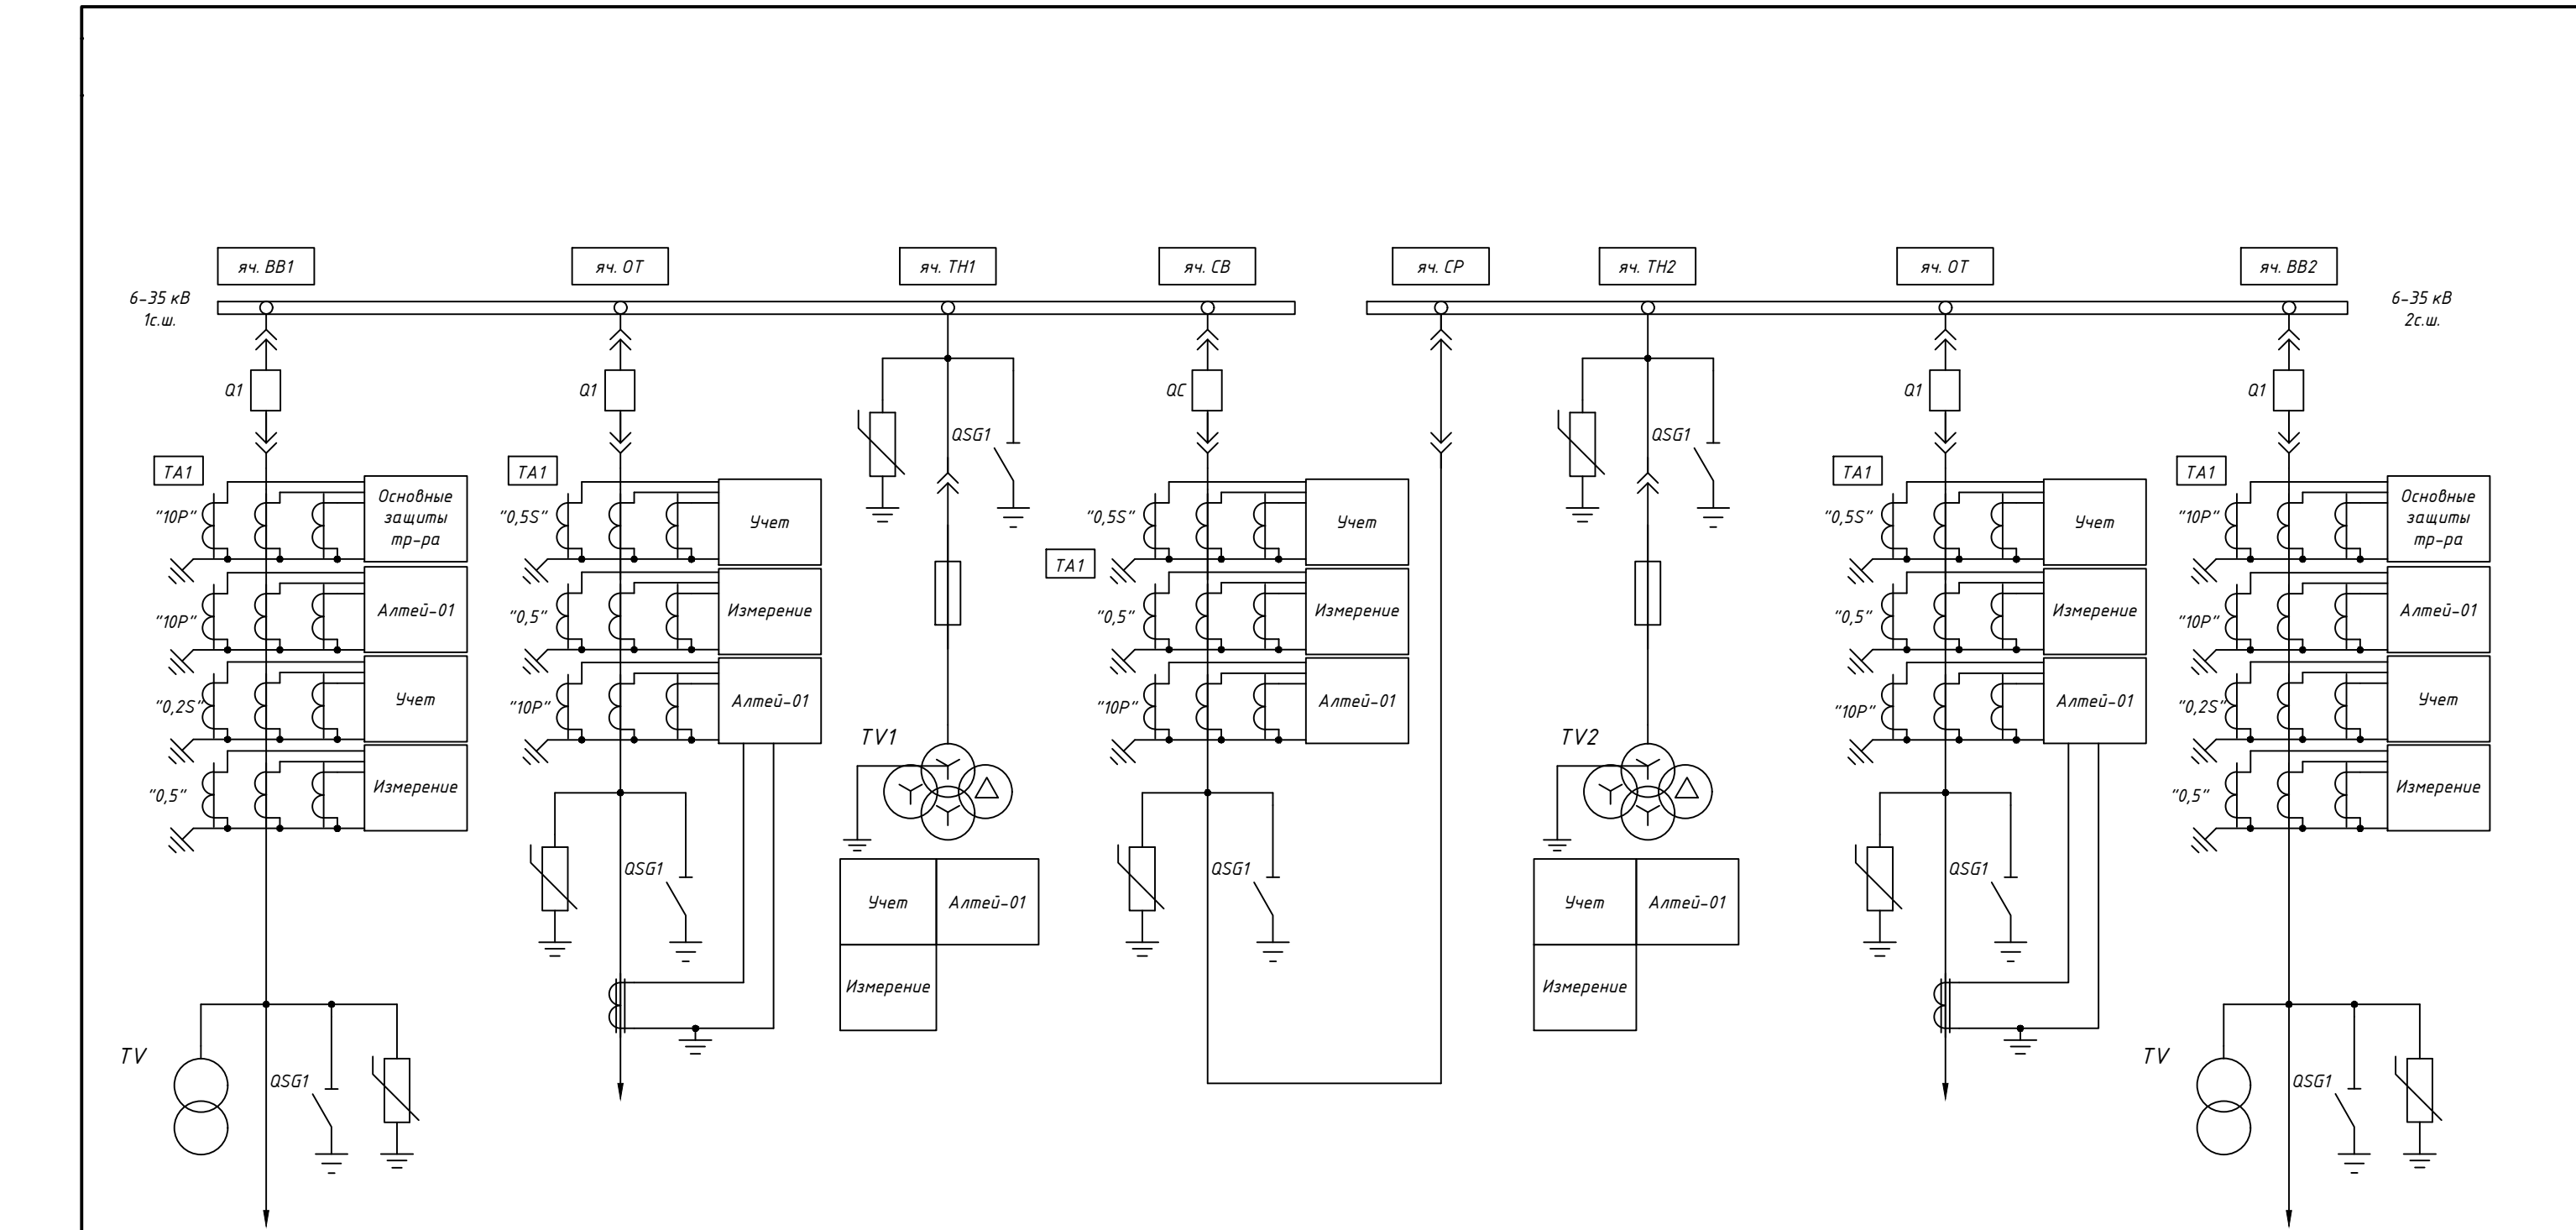 яч. ВВ1
яч. ОТ
яч. ТН1
яч. СВ
яч. СР
яч. ТН2
яч. ОТ
яч. ВВ2
6-35 кВ
1с.ш.
6-35 кВ
2с.ш.
Q1
Q1
QC
Q1
Q1
QSG1
QSG1
TA1
"10P"
Основные
защиты
тр-ра
"10P"
Алтей-01
"0,2S"
Учет
"0,5"
Измерение
TV
QSG1
TA1
"0,5S"
Учет
"0,5"
Измерение
"10P"
Алтей-01
QSG1
TV1
Учет
Алтей-01
Измерение
"0,5S"
Учет
TA1
"0,5"
Измерение
"10P"
Алтей-01
QSG1
TV2
Учет
Алтей-01
Измерение
TA1
"0,5S"
Учет
"0,5"
Измерение
"10P"
Алтей-01
QSG1
TA1
"10P"
Основные
защиты
тр-ра
"10P"
Алтей-01
"0,2S"
Учет
"0,5"
Измерение
TV
QSG1